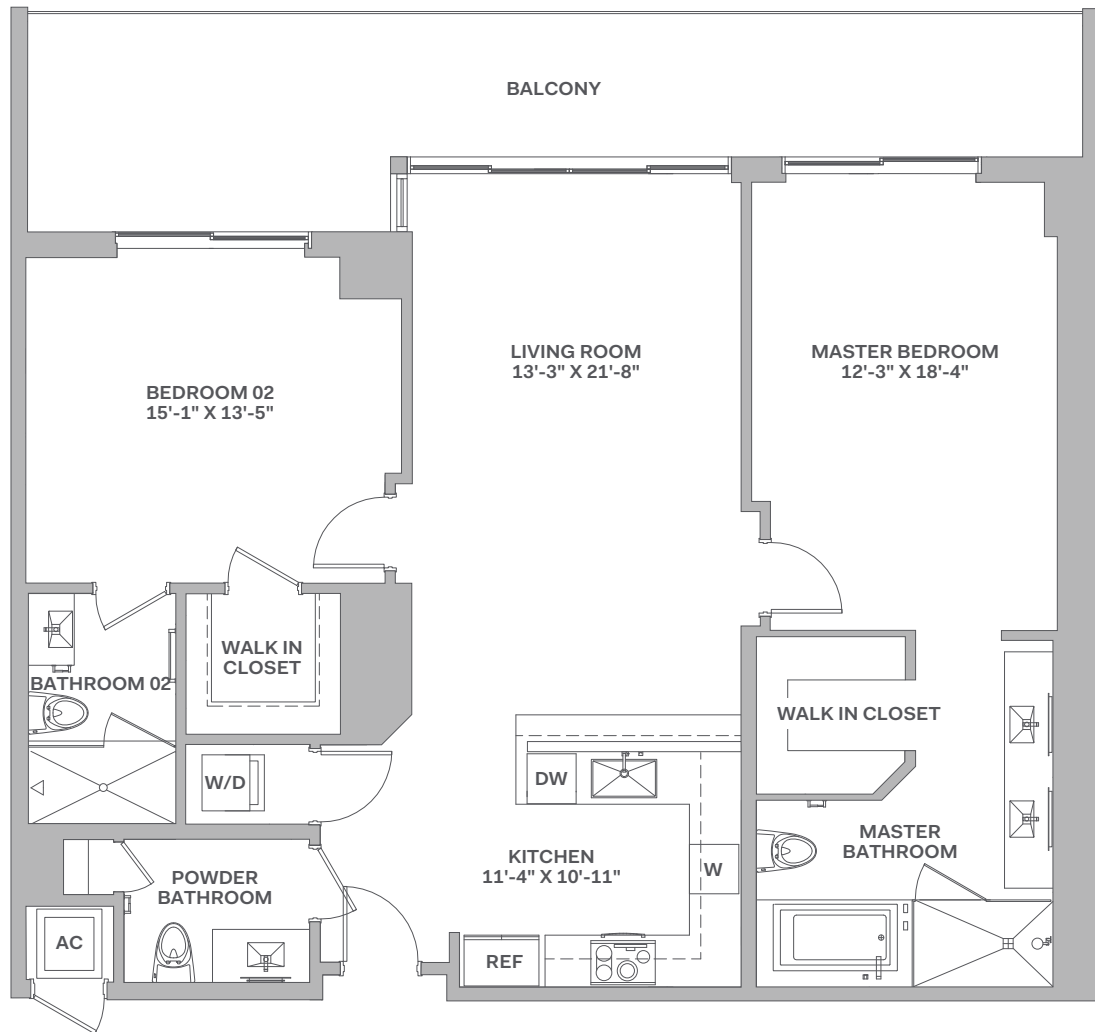 BALCONY
LIVING ROOM
13'-3" X 21'-8"
MASTER BEDROOM
12'-3" X 18'-4"
BEDROOM 02
15'-1" X 13'-5"
WALK IN
CLOSET
BATHROOM 02
WALK IN CLOSET
W/D
DW
MASTER
BATHROOM
KITCHEN
11'-4" X 10'-11"
W
POWDER
BATHROOM
AC
REF